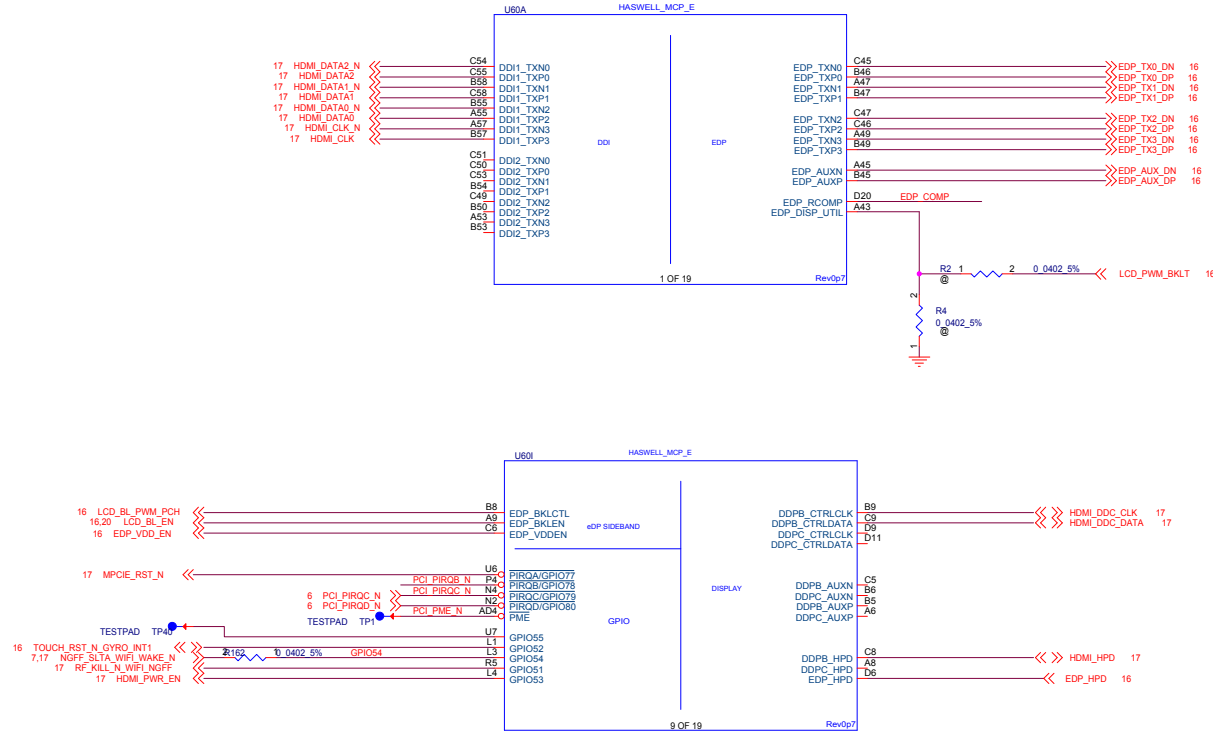 U60A
HASWELL_MCP_E
17 HDMI_DATA2_N C54 DDI1_TXN0
17 HDMI_DATA2 C55 DDI1_TXP0
17 HDMI_DATA1_N B58 DDI1_TXN1
17 HDMI_DATA1 C58 DDI1_TXP1
17 HDMI_DATA0_N B55 DDI1_TXN2
17 HDMI_DATA0 A55 DDI1_TXP2
17 HDMI_CLK_N A57 DDI1_TXN3
17 HDMI_CLK B57 DDI1_TXP3
C51 DDI2_TXN0
C50 DDI2_TXP0
C53 DDI2_TXN1
B54 DDI2_TXP1
C49 DDI2_TXN2
B50 DDI2_TXP2
A53 DDI2_TXN3
B53 DDI2_TXP3
DDI
EDP
EDP_TXN0 C45 EDP_TX0_DN 16
EDP_TXP0 B46 EDP_TX0_DP 16
EDP_TXN1 A47 EDP_TX1_DN 16
EDP_TXP1 B47 EDP_TX1_DP 16
EDP_TXN2 C47 EDP_TX2_DN 16
EDP_TXP2 C46 EDP_TX2_DP 16
EDP_TXN3 A49 EDP_TX3_DN 16
EDP_TXP3 B49 EDP_TX3_DP 16
EDP_AUXN A45 EDP_AUX_DN 16
EDP_AUXP B45 EDP_AUX_DP 16
EDP_RCOMP D20 EDP_COMP
EDP_DISP_UTIL A43
1 OF 19
Rev0p7
R2 1 2 0_0402_5% LCD_PWM_BKLT 16
@
2
R4
0_0402_5%
@
1
U60I
HASWELL_MCP_E
16 LCD_BL_PWM_PCH B8 EDP_BKLCTL
16,20 LCD_BL_EN A9 EDP_BKLEN
16 EDP_VDD_EN C6 EDP_VDDEN
eDP SIDEBAND
17 MPCIE_RST_N U6 PIRQA/GPIO77
PCI_PIRQB_N P4 PIRQB/GPIO78
6 PCI_PIRQC_N PCI_PIRQC_N N4 PIRQC/GPIO79
6 PCI_PIRQD_N N2 PIRQD/GPIO80
TESTPAD TP1 PCI_PME_N AD4 PME
TESTPAD TP40 U7 GPIO55
16 TOUCH_RST_N_GYRO_INT1 L1 GPIO52
7,17 NGFF_SLTA_WIFI_WAKE_N 2 R162 1 0_0402_5% GPIO54 L3 GPIO54
17 RF_KILL_N_WIFI_NGFF R5 GPIO51
17 HDMI_PWR_EN L4 GPIO53
GPIO
DISPLAY
DDPB_CTRLCLK B9 HDMI_DDC_CLK 17
DDPB_CTRLDATA C9 HDMI_DDC_DATA 17
DDPC_CTRLCLK D9
DDPC_CTRLDATA D11
DDPB_AUXN C5
DDPC_AUXN B6
DDPB_AUXP B5
DDPC_AUXP A6
DDPB_HPD C8 HDMI_HPD 17
DDPC_HPD A8
EDP_HPD D6 EDP_HPD 16
9 OF 19
Rev0p7